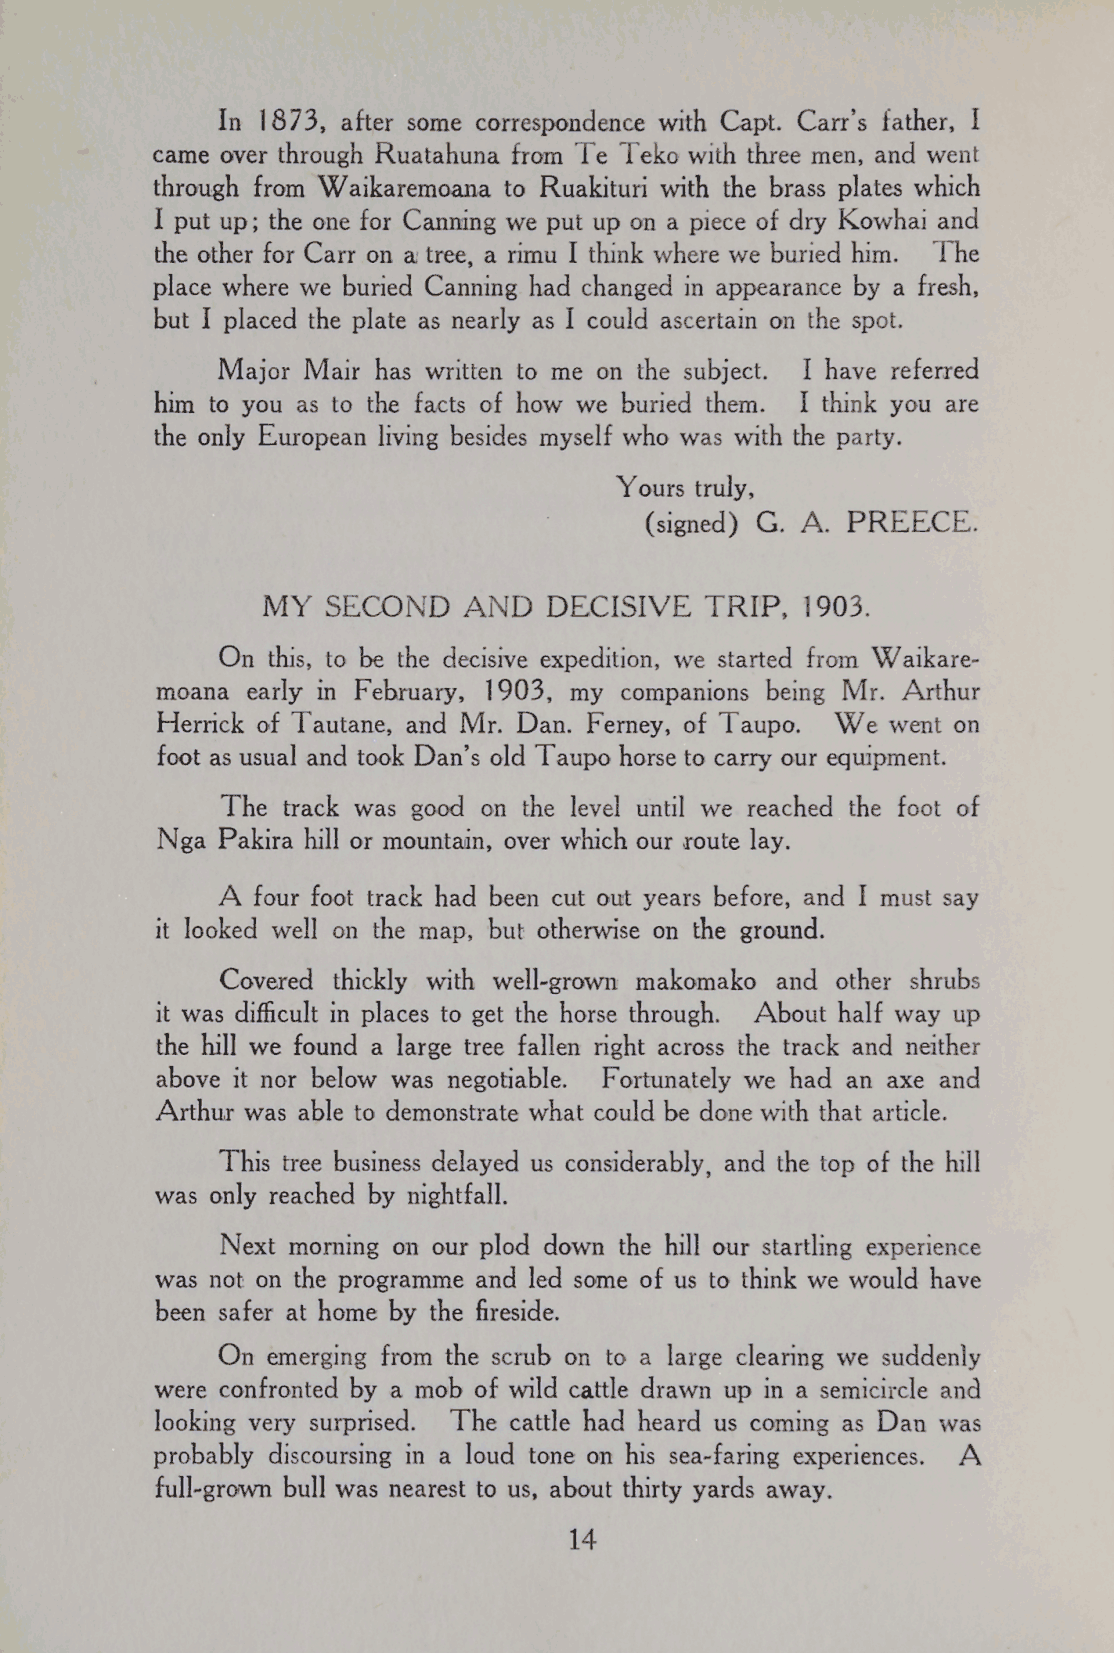 In 1873, after some correspondence with Capt. Carr's father, I
came over through Ruatahuna from Te Teko with three men, and went
through from Waikaremoana to Ruakituri with the brass plates which
I put up; the one for Canning we put up on a piece of dry Kowhai and
the other for Carr on a tree, a rimu I think where we buried him. The
place where we buried Canning had changed in appearance by a fresh,
but I placed the plate as nearly as I could ascertain on the spot.
Major Mair has written to me on the subject. I have referred
him to you as to the facts of how we buried them. I think you are
the only European living besides myself who was with the party.
Yours truly,
(signed) G. A. PREECE.
MY SECOND AND DECISIVE TRIP, 1903.
On this, to be the decisive expedition, we started from Waikare-
moana early in February, 1903, my companions being Mr. Arthur
Herrick of Tautane, and Mr. Dan. Ferney, of Taupo. We went on
foot as usual and took Dan's old Taupo horse to carry our equipment.
The track was good on the level until we reached the foot of
Nga Pakira hill or mountain, over which our route lay.
A four foot track had been cut out years before, and I must say
it looked well on the map, but otherwise on the ground.
Covered thickly with well-grown makomako and other shrubs
it was difficult in places to get the horse through. About half way up
the hill we found a large tree fallen right across the track and neither
above it nor below was negotiable. Fortunately we had an axe and
Arthur was able to demonstrate what could be done with that article.
This tree business delayed us considerably, and the top of the hill
was only reached by nightfall.
Next morning on our plod down the hill our startling experience
was not on the programme and led some of us to think we would have
been safer at home by the fireside.
On emerging from the scrub on to a large clearing we suddenly
were confronted by a mob of wild cattle drawn up in a semicircle and
looking very surprised. The cattle had heard us coming as Dan was
probably discoursing in a loud tone on his sea-faring experiences. A
full-grown bull was nearest to us, about thirty yards away.
14